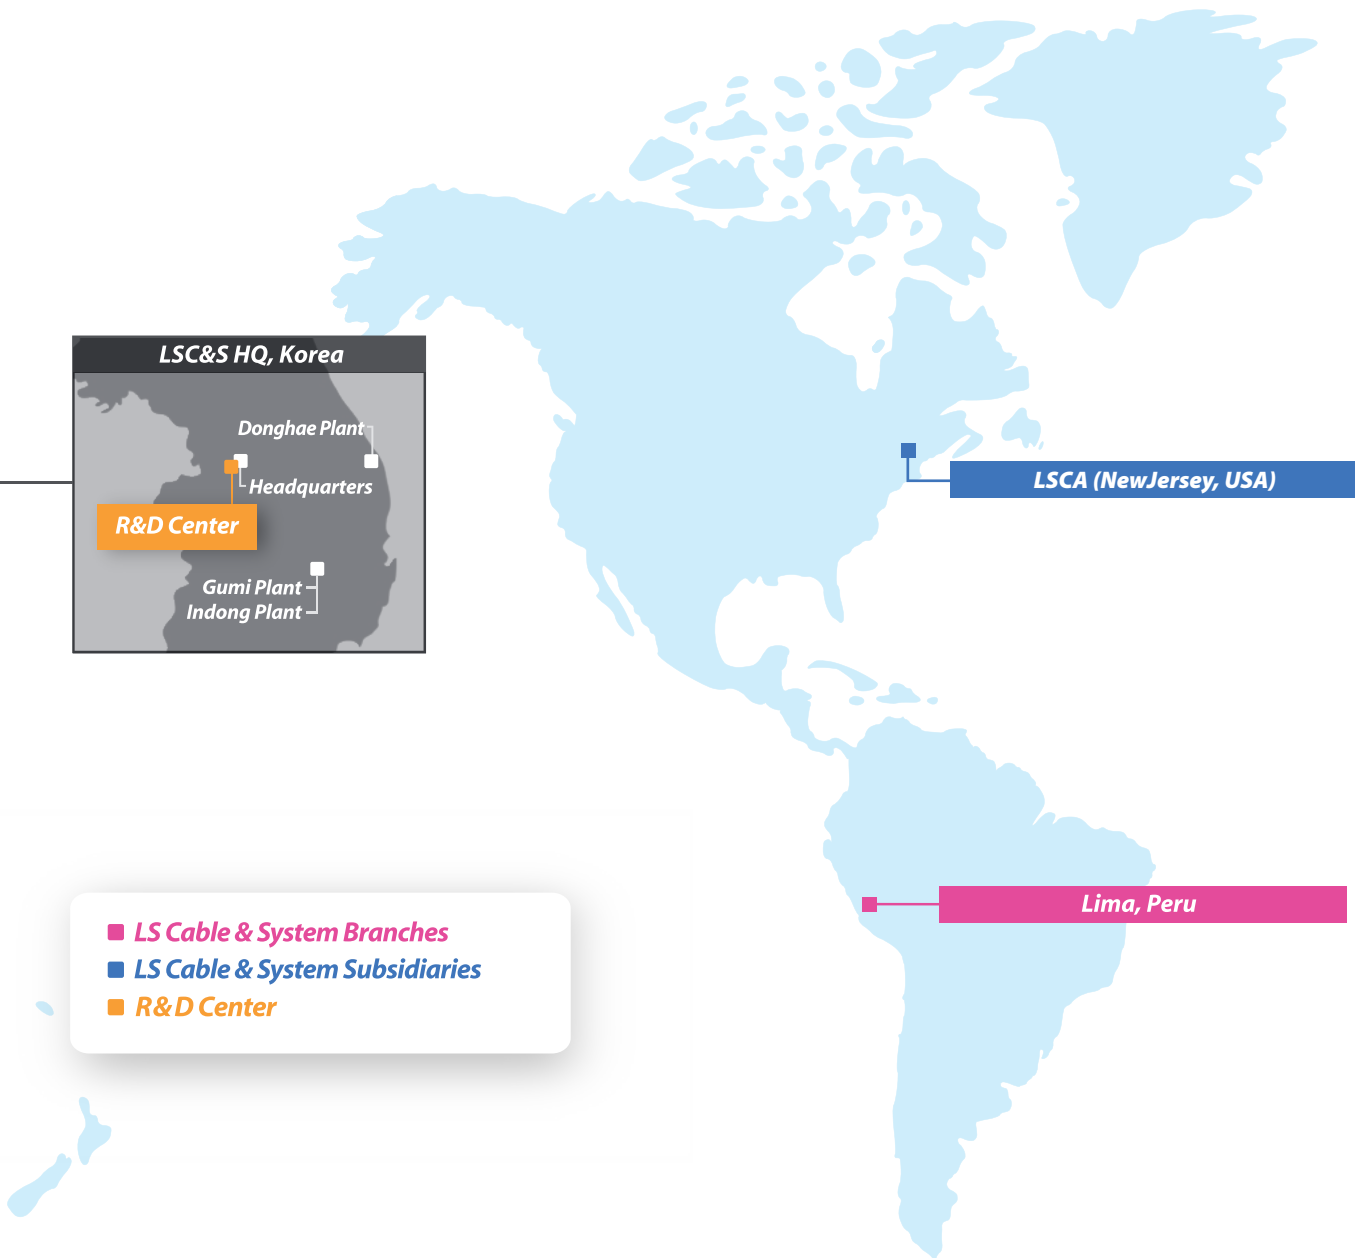 LSC&S HQ, Korea
Donghae Plant
Headquarters
R&D Center
Gumi Plant
Indong Plant
LSCA (NewJersey, USA)
Lima, Peru
LS Cable & System Branches
LS Cable & System Subsidiaries
R&D Center